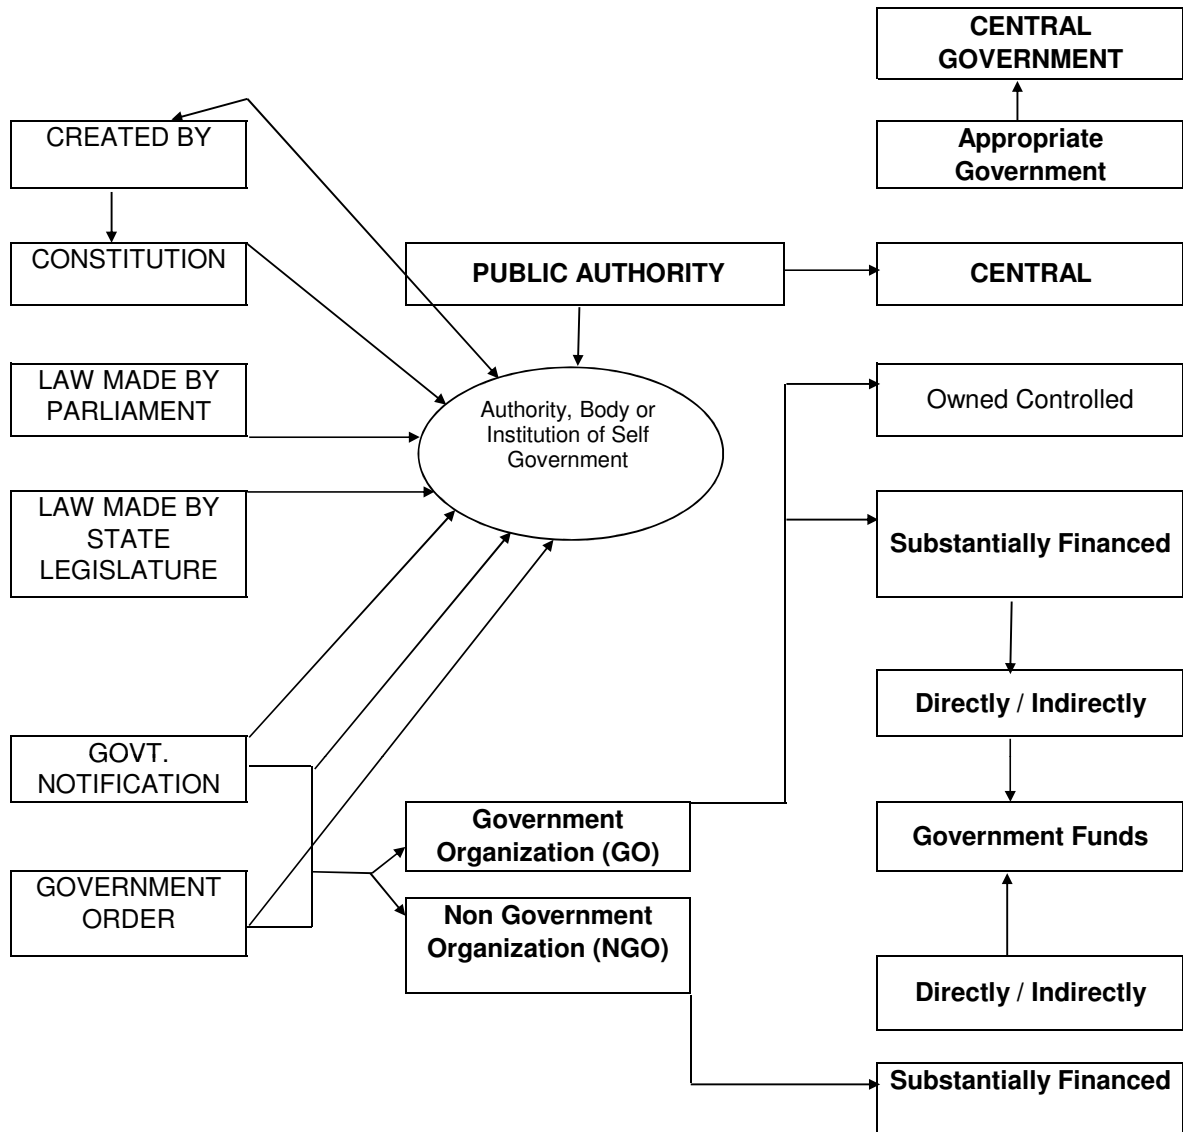 CENTRAL
GOVERNMENT
CREATED BY
Appropriate
Government
CONSTITUTION
PUBLIC AUTHORITY
CENTRAL
LAW MADE BY
PARLIAMENT
Authority, Body or
Institution of Self
Government
Owned Controlled
LAW MADE BY
STATE
LEGISLATURE
Substantially Financed
Directly / Indirectly
GOVT.
NOTIFICATION
Government
Organization (GO)
Government Funds
GOVERNMENT
ORDER
Non Government
Organization (NGO)
Directly / Indirectly
Substantially Financed